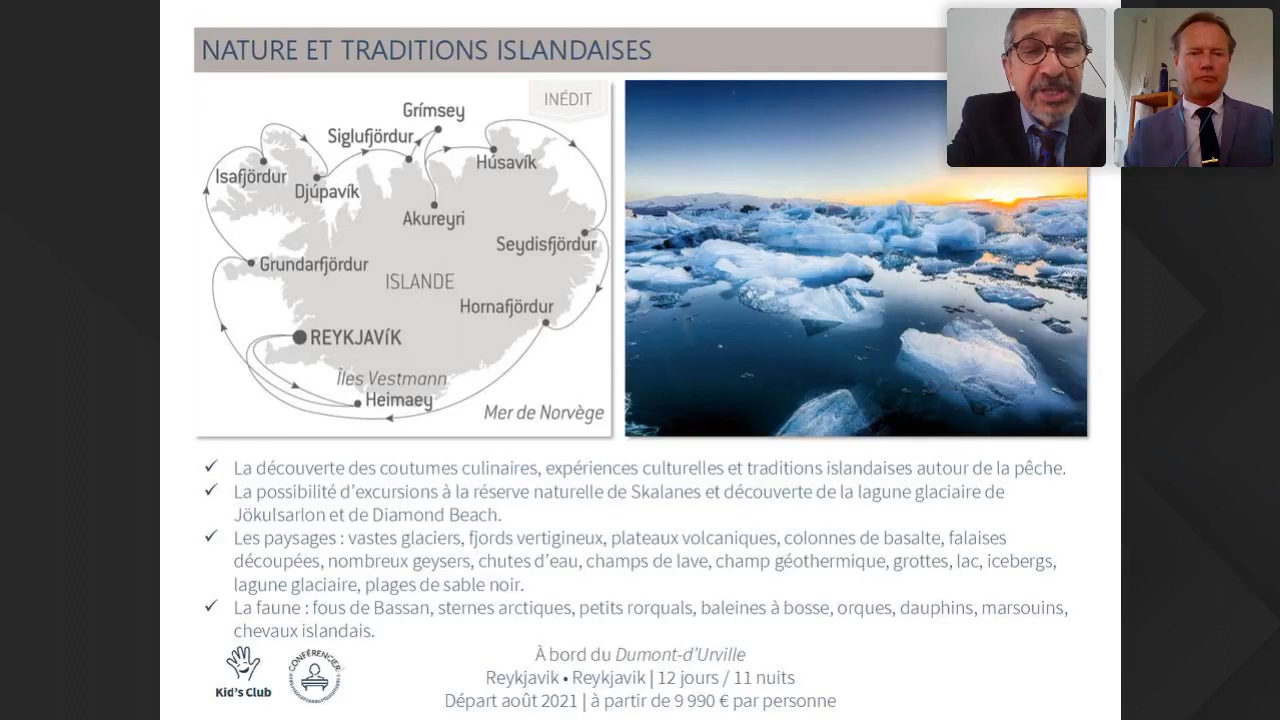 NATURE ET TRADITIONS ISLANDAISES
INÉDIT
Grímsey
Siglufjördur
Húsavík
Isafjördur
Djúpavík
Akureyri
Seydisfjördur
Grundarfjördur
ISLANDE
Hornafjördur
REYKJAVÍK
Îles Vestmann
Heimaey
Mer de Norvège
La découverte des coutumes culinaires, expériences culturelles et traditions islandaises autour de la pêche.
La possibilité d'excursions à la réserve naturelle de Skalanes et découverte de la lagune glaciaire de
Jökulsarlon et de Diamond Beach.
Les paysages : vastes glaciers, fjords vertigineux, plateaux volcaniques, colonnes de basalte, falaises
découpées, nombreux geysers, chutes d'eau, champs de lave, champ géothermique, grottes, lac, icebergs,
lagune glaciaire, plages de sable noir.
La faune : fous de Bassan, sternes arctiques, petits rorquals, baleines à bosse, orques, dauphins, marsouins,
chevaux islandais.
Kid's Club
CONFÉRENCIER
À bord du Dumont-d'Urville
Reykjavik • Reykjavik | 12 jours / 11 nuits
Départ août 2021 | à partir de 9 990 € par personne